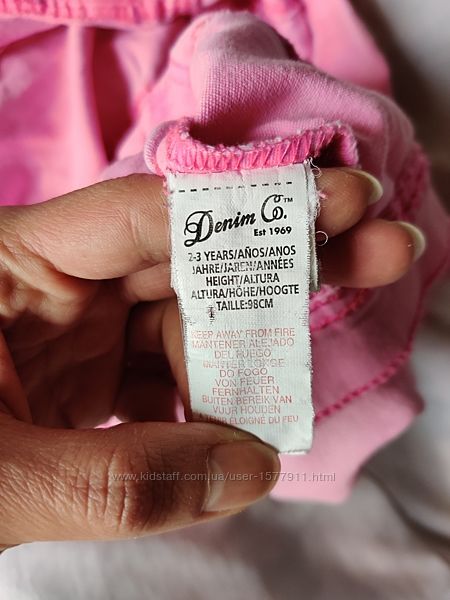 Denim Co.™
Est 1969
2-3 YEARS/AÑOS/ANOS
JAHRE/JAREN/ANNÉES
HEIGHT/ALTURA
ALTURA/HÖHE/HOOGTE
TAILLE:98CM
KEEP AWAY FROM FIRE
MANTENER ALEJADO
DEL FUEGO
MANTER LONGE
DO FOGO
VON FEUER
FERNHALTEN
BUITEN BEREIK VAN
VUUR HOUDEN
TENIR ÉLOIGNÉ DU FEU
www.kidstaff.com.ua/user-1577911.html